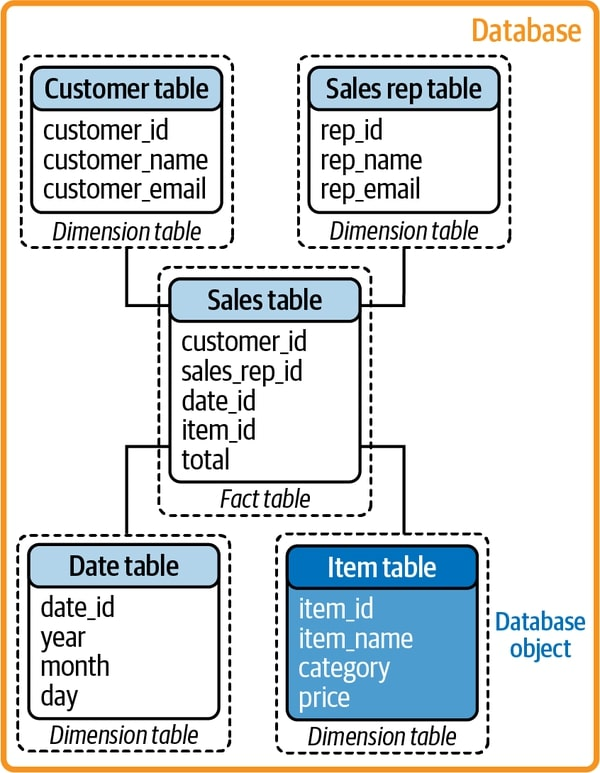 Database
Customer table
customer_id
customer_name
customer_email
Dimension table
Sales rep table
rep_id
rep_name
rep_email
Dimension table
Sales table
customer_id
sales_rep_id
date_id
item_id
total
Fact table
Date table
date_id
year
month
day
Dimension table
Item table
item_id
item_name
category
price
Dimension table
Database
object